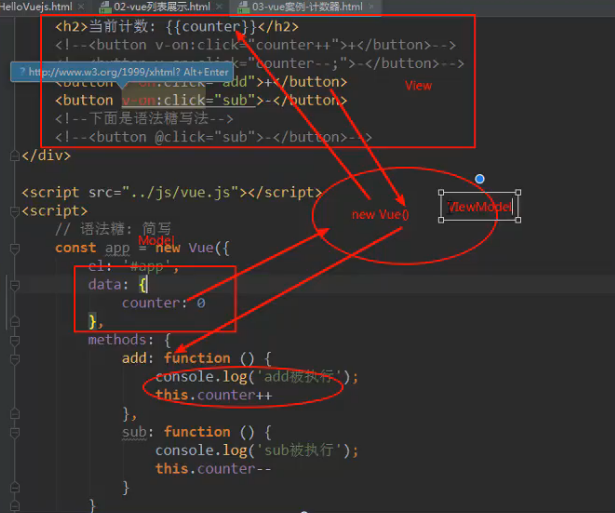 HelloVuejs.html 02-vue列表展示.html 03-vue案例-计数器.html
<h2>当前计数: {{counter}}</h2>
<!--<button v-on:click="counter++">+</button>-->
<!--<button v-on:click="counter--;">-</button>-->
? http://www.w3.org/1999/xhtml? Alt+Enter
"add">+</button>
View
<button v-on:click="sub">-</button>
<!--下面是语法糖写法-->
<!--<button @click="sub">-</button>-->
</div>
<script src="../js/vue.js"></script>
<script>
new Vue()
ViewModel
// 语法糖: 简写
Model
const app = new Vue({
el: '#app',
data: {
counter: 0
},
methods: {
add: function () {
console.log('add被执行');
this.counter++
},
sub: function () {
console.log('sub被执行');
this.counter--
}
}